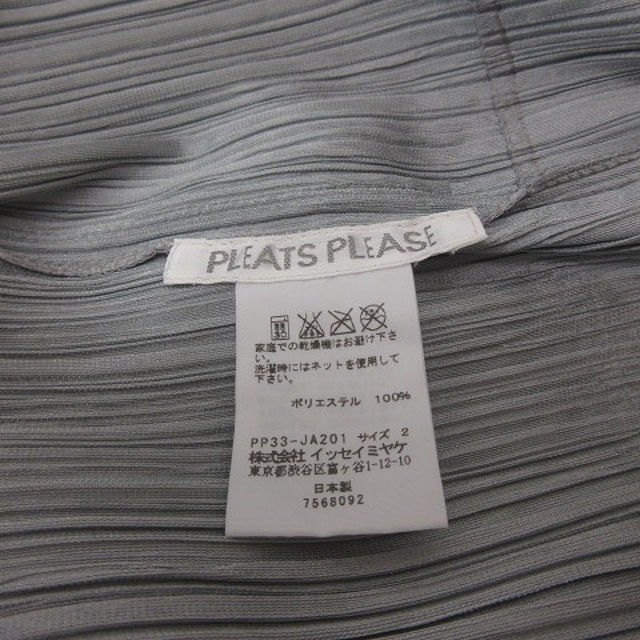 PLEATS PLEASE
家庭での乾燥機はお避け下さ
い。
洗濯時にはネットを使用して
下さい。
ポリエステル 100%
PP33-JA201 サイズ 2
株式会社 イッセイミヤケ
東京都渋谷区富ヶ谷1-12-10
日本製
7568092